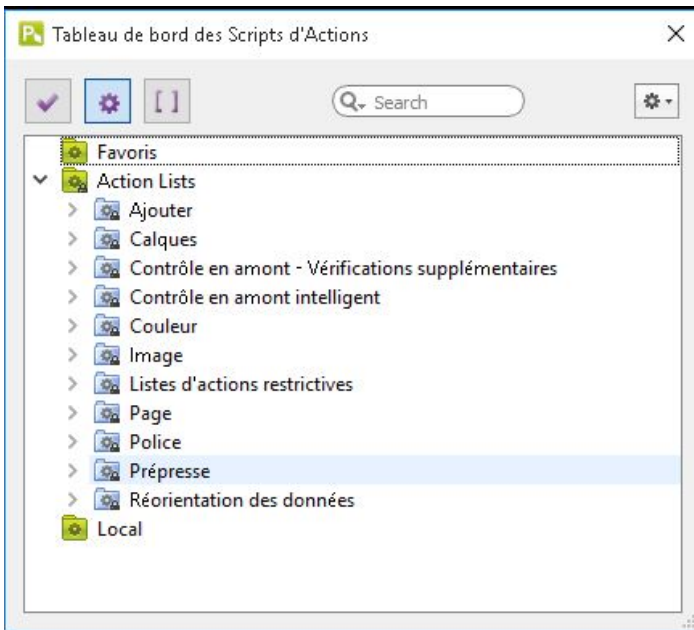 Tableau de bord des Scripts d'Actions
Search
Favoris
Action Lists
Ajouter
Calques
Contrôle en amont - Vérifications supplémentaires
Contrôle en amont intelligent
Couleur
Image
Listes d'actions restrictives
Page
Police
Prépresse
Réorientation des données
Local